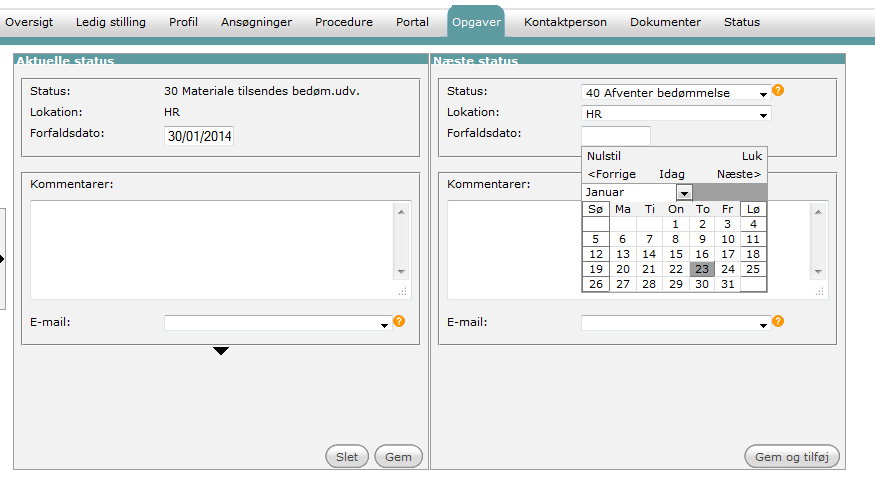 Oversigt Ledig stilling Profil Ansøgninger Procedure Portal Opgaver Kontaktperson Dokumenter Status
Aktuelle status
Status: 30 Materiale tilsendes bedøm.udv.
Lokation: HR
Forfaldsdato: 30/01/2014
Kommentarer:
E-mail: ?
Slet Gem
Næste status
Status: 40 Afventer bedømmelse ?
Lokation: HR
Forfaldsdato:
Nulstil Luk
<Forrige Idag Næste>
Januar
Sø Ma Ti On To Fr Lø
1 2 3 4
5 6 7 8 9 10 11
12 13 14 15 16 17 18
19 20 21 22 23 24 25
26 27 28 29 30 31
Kommentarer:
E-mail: ?
Gem og tilføj